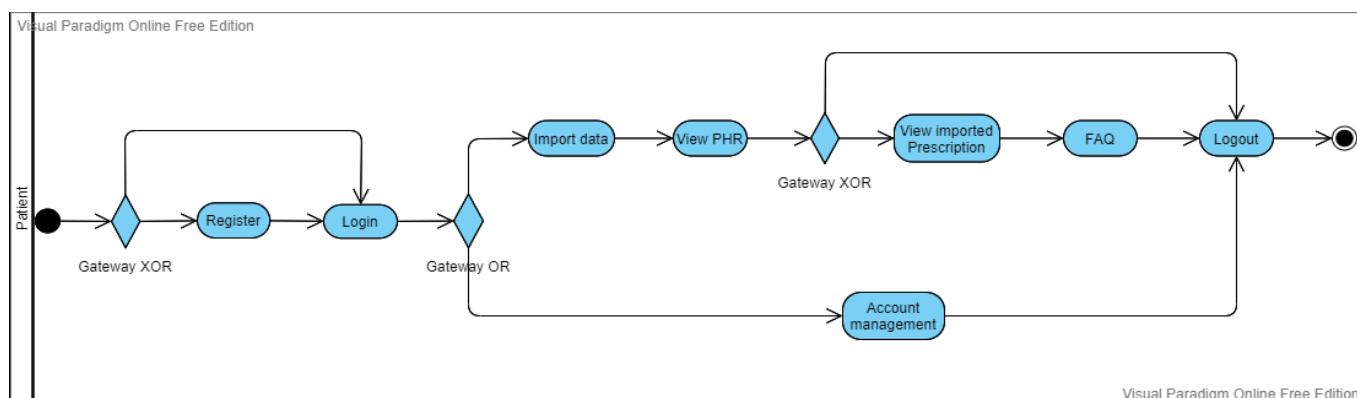 Visual Paradigm Online Free Edition
Patient
Gateway XOR
Register
Login
Gateway OR
Import data
View PHR
Gateway XOR
View imported
Prescription
FAQ
Logout
Account
management
Visual Paradigm Online Free Edition